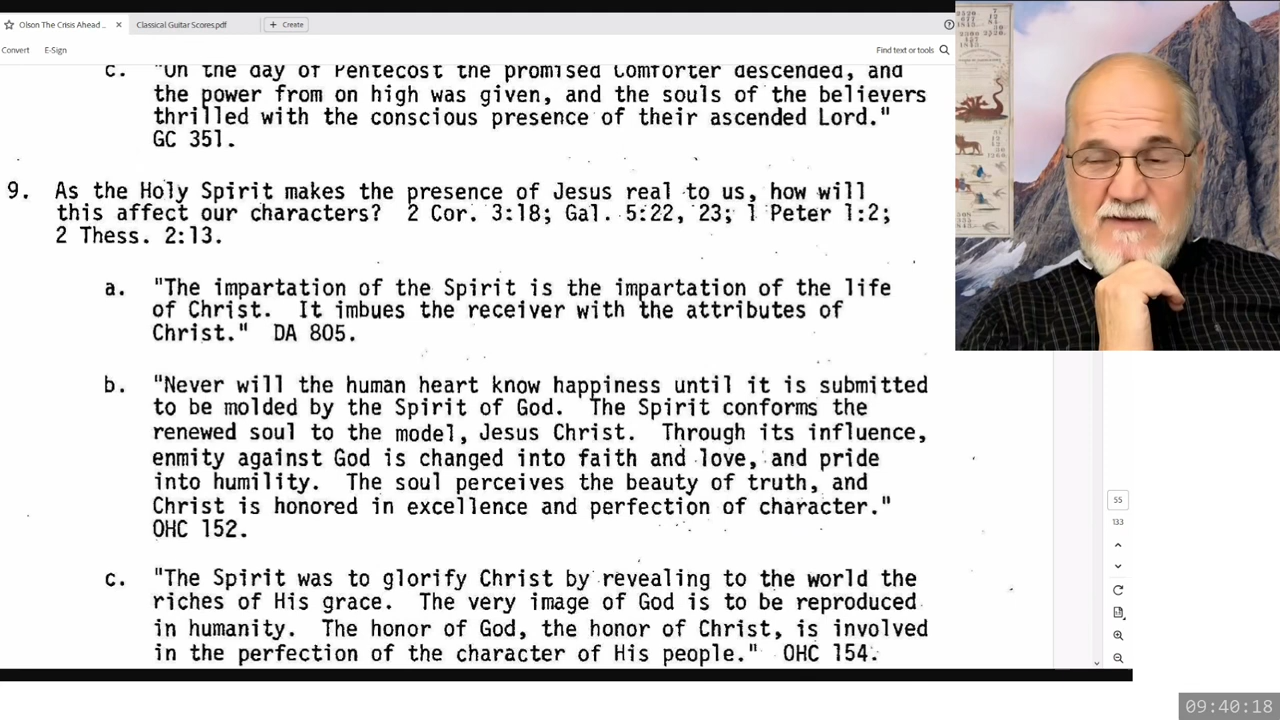 Olson The Crisis Ahead ...
Classical Guitar Scores.pdf
+ Create
Convert E-Sign
Find text or tools
c. "On the day of Pentecost the promised Comforter descended, and
the power from on high was given, and the souls of the believers
thrilled with the conscious presence of their ascended Lord."
GC 351.
9. As the Holy Spirit makes the presence of Jesus real to us, how will
this affect our characters? 2 Cor. 3:18; Gal. 5:22, 23; 1 Peter 1:2;
2 Thess. 2:13.
a. "The impartation of the Spirit is the impartation of the life
of Christ. It imbues the receiver with the attributes of
Christ." DA 805.
b. "Never will the human heart know happiness until it is submitted
to be molded by the Spirit of God. The Spirit conforms the
renewed soul to the model, Jesus Christ. Through its influence,
enmity against God is changed into faith and love, and pride
into humility. The soul perceives the beauty of truth, and
Christ is honored in excellence and perfection of character."
OHC 152.
c. "The Spirit was to glorify Christ by revealing to the world the
riches of His grace. The very image of God is to be reproduced
in humanity. The honor of God, the honor of Christ, is involved
in the perfection of the character of His people." OHC 154.
55
133
09:40:18